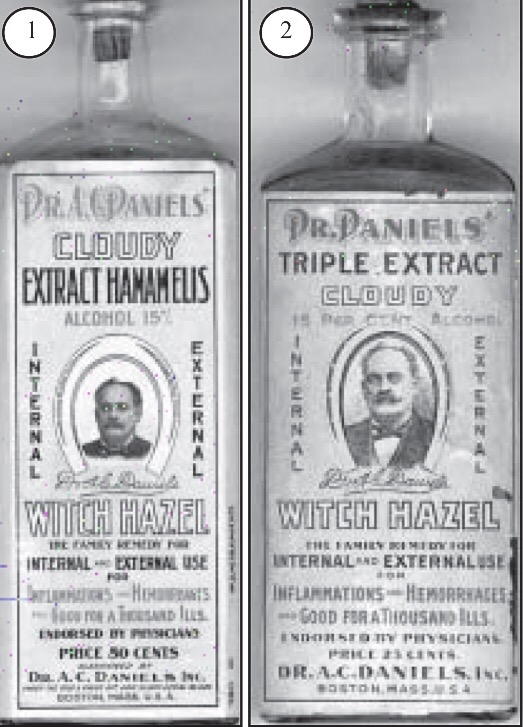 1
DR. A.C. DANIELS'
CLOUDY
EXTRACT HAMAMELIS
ALCOHOL 15%
INTERNAL
EXTERNAL
WITCH HAZEL
THE FAMILY REMEDY FOR
INTERNAL AND EXTERNAL USE
FOR
INFLAMMATIONS AND HEMORRHAGES
AND GOOD FOR A THOUSAND ILLS.
ENDORSED BY PHYSICIANS
PRICE 50 CENTS
DR. A.C. DANIELS INC.
BOSTON, MASS. U.S.A.
2
DR. DANIELS'
TRIPLE EXTRACT
CLOUDY
15 PER CENT ALCOHOL
INTERNAL
EXTERNAL
WITCH HAZEL
THE FAMILY REMEDY FOR
INTERNAL AND EXTERNAL USE
FOR
INFLAMMATIONS AND HEMORRHAGES
AND GOOD FOR A THOUSAND ILLS.
ENDORSED BY PHYSICIANS
PRICE 25 CENTS.
DR. A.C. DANIELS, INC.
BOSTON, MASS. U.S.A.